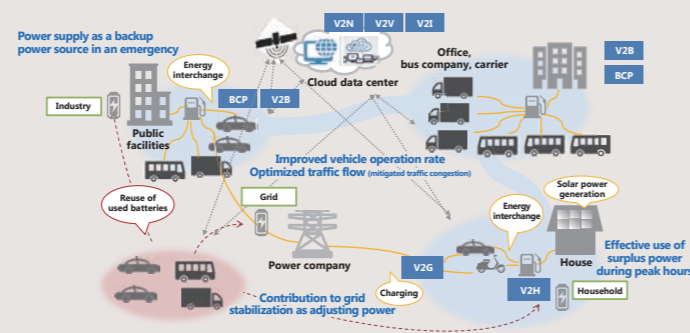 V2N
V2V
V2I
Power supply as a backup
power source in an emergency
Energy
interchange
Cloud data center
Office,
bus company, carrier
V2B
BCP
Industry
BCP
V2B
Public
facilities
Improved vehicle operation rate
Optimized traffic flow (mitigated traffic congestion)
Reuse of
used batteries
Grid
Solar power
generation
Energy
interchange
Power company
V2G
House
Effective use of
surplus power
during peak hours
Charging
V2H
Household
Contribution to grid
stabilization as adjusting power